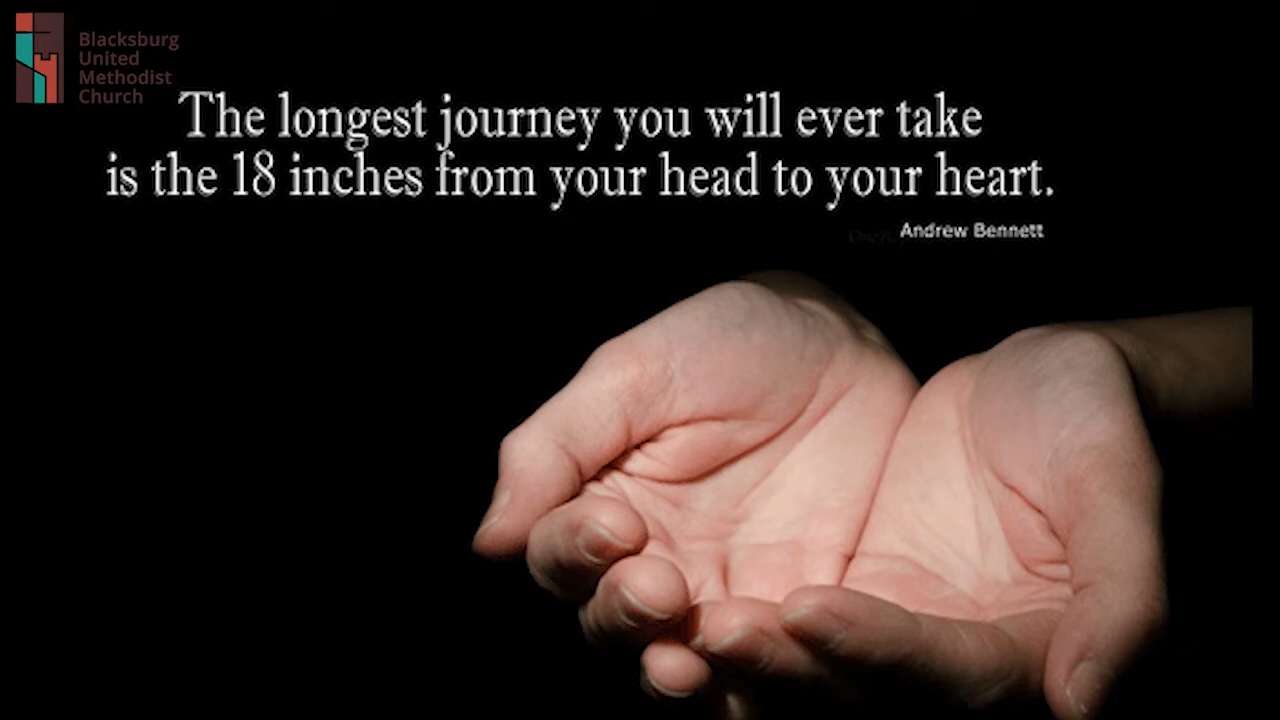 Blacksburg
United
Methodist
Church
The longest journey you will ever take
is the 18 inches from your head to your heart.
Andrew Bennett